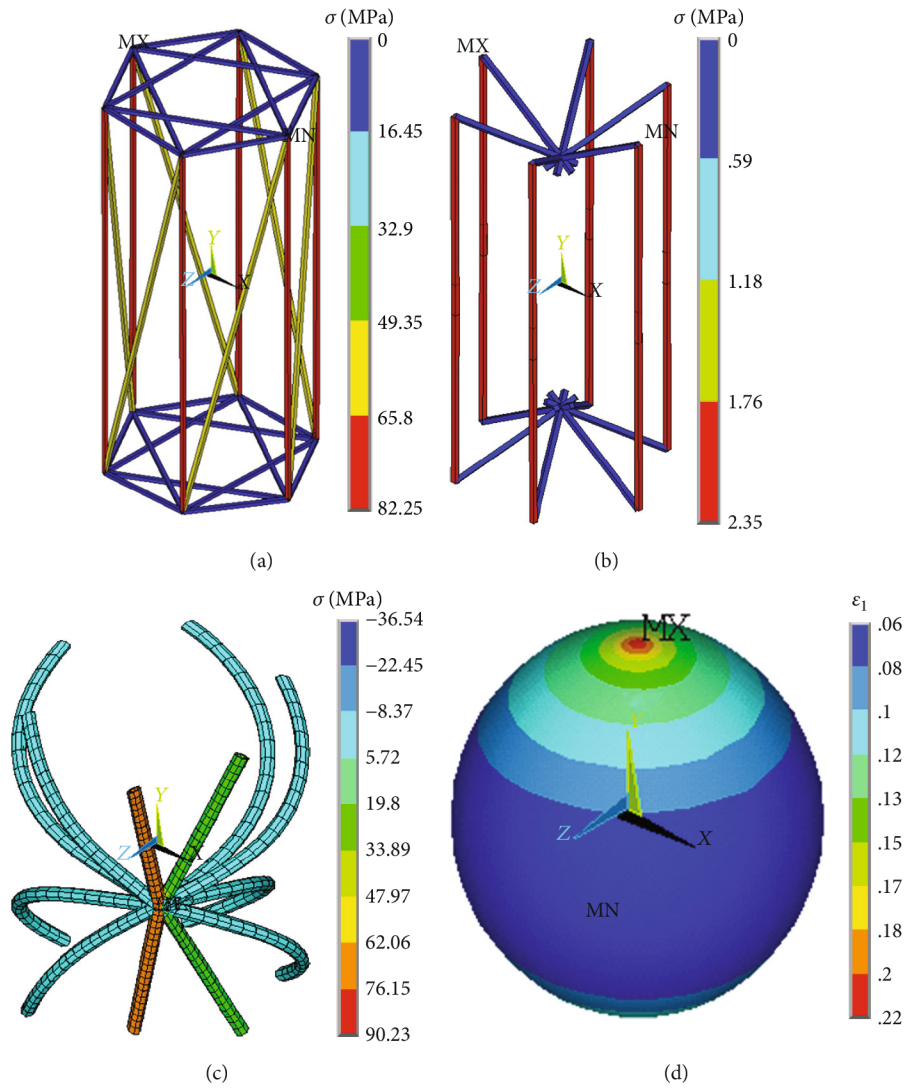 σ (MPa)
MX
0
16.45
32.9
49.35
65.8
82.25
MN
Y
Z
X
(a)
σ (MPa)
MX
0
.59
1.18
1.76
2.35
MN
Y
Z
X
(b)
σ (MPa)
−36.54
−22.45
−8.37
5.72
19.8
33.89
47.97
62.06
76.15
90.23
Y
Z
X
(c)
ε1
MX
.06
.08
.1
.11
.13
.15
.17
.18
.2
.22
Y
Z
X
MN
(d)